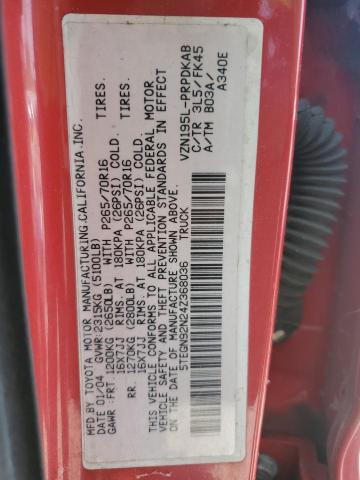 MFD BY TOYOTA MOTOR MANUFACTURING, CALIFORNIA, INC.
DATE 01/04 GVWR:2315KG (5100LB)
GAWR :FRT.1200KG (2650LB) WITH P265/70R16 TIRES.
16X7JJ RIMS. AT 180KPA (26PSI) COLD.
RR. 1270KG (2800LB) WITH P265/70R16 TIRES.
16X7JJ RIMS. AT 180KPA (26PSI) COLD.
THIS VEHICLE CONFORMS TO ALL APPLICABLE FEDERAL MOTOR
VEHICLE SAFETY AND THEFT PREVENTION STANDARDS IN EFFECT
ON THE DATE OF MANUFACTURE SHOWN ABOVE.
5TEGN92N24Z368036 TRUCK
VZN195L-PRPDKAB
C/TR 3L5/FK45
A/TM B03A/
A340E